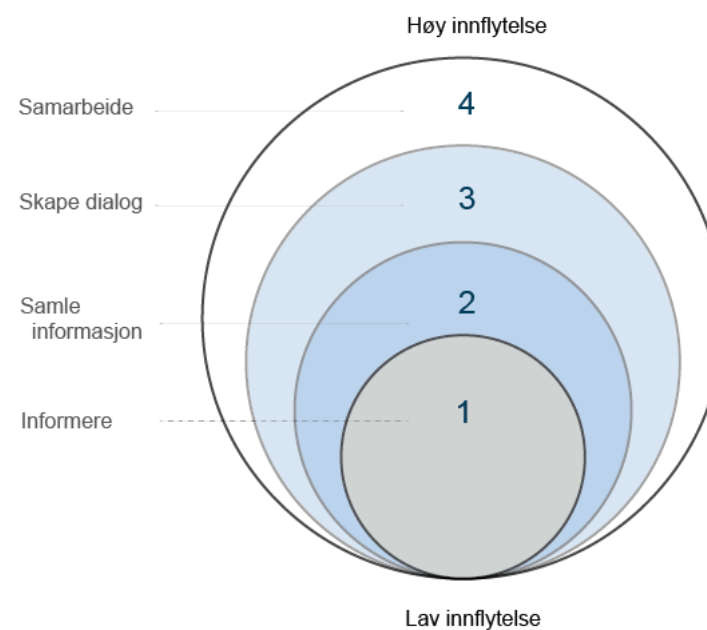 Høy innflytelse
Samarbeide
4
Skape dialog
3
Samle
informasjon
2
Informere
1
Lav innflytelse